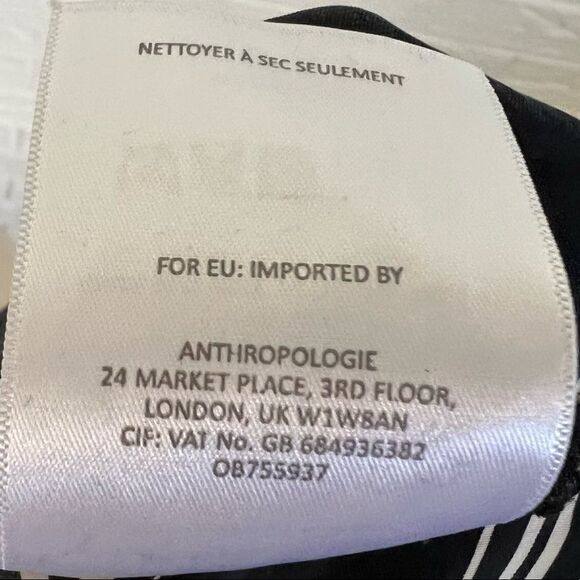 NETTOYER À SEC SEULEMENT
FOR EU: IMPORTED BY
ANTHROPOLOGIE
24 MARKET PLACE, 3RD FLOOR,
LONDON, UK W1W8AN
CIF: VAT No. GB 684936382
OB755937